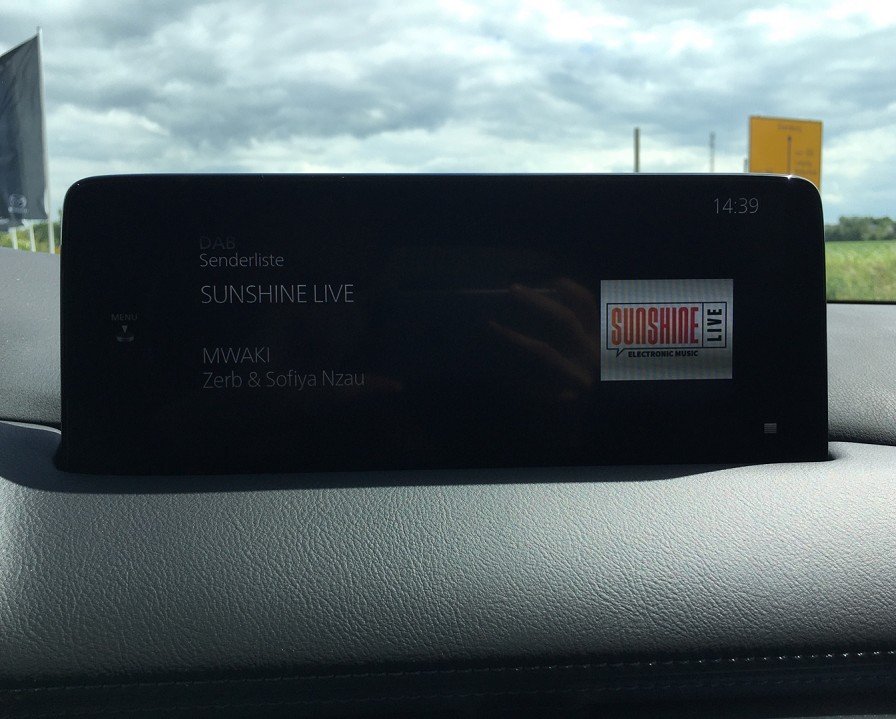 14:39
DAB
Senderliste
SUNSHINE LIVE
MENU
SUNSHINE LIVE
ELECTRONIC MUSIC
MWAKI
Zerb & Sofiya Nzau